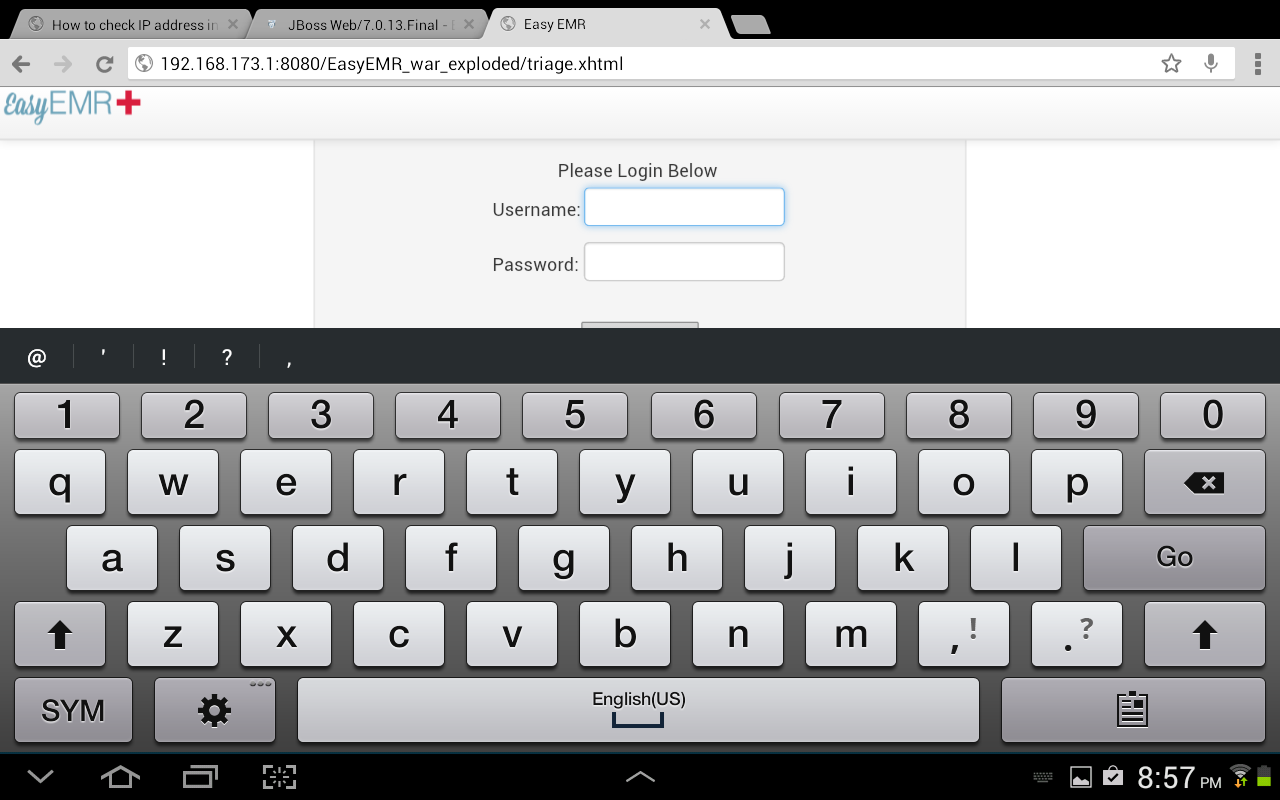 How to check IP address in
JBoss Web/7.0.13.Final -
Easy EMR
192.168.173.1:8080/EasyEMR_war_exploded/triage.xhtml
EasyEMR
Please Login Below
Username:
Password:
@ ' ! ? ,
1 2 3 4 5 6 7 8 9 0
q w e r t y u i o p
a s d f g h j k l Go
z x c v b n m , ! . ?
SYM English(US)
8:57 PM